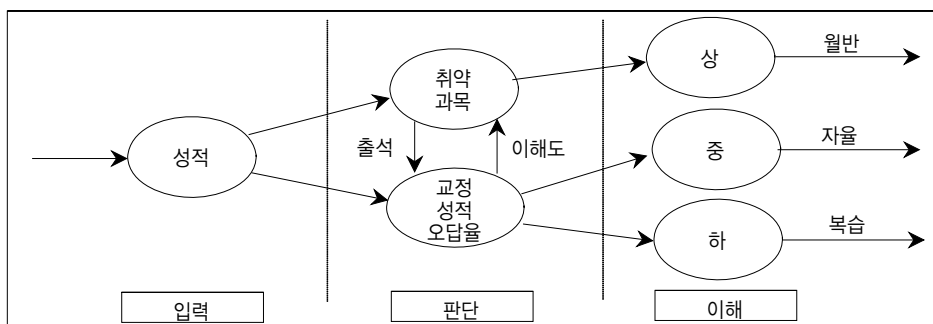 성적
취약
과목
출석
이해도
교정
성적
오답율
상
월반
중
자율
하
복습
입력
판단
이해